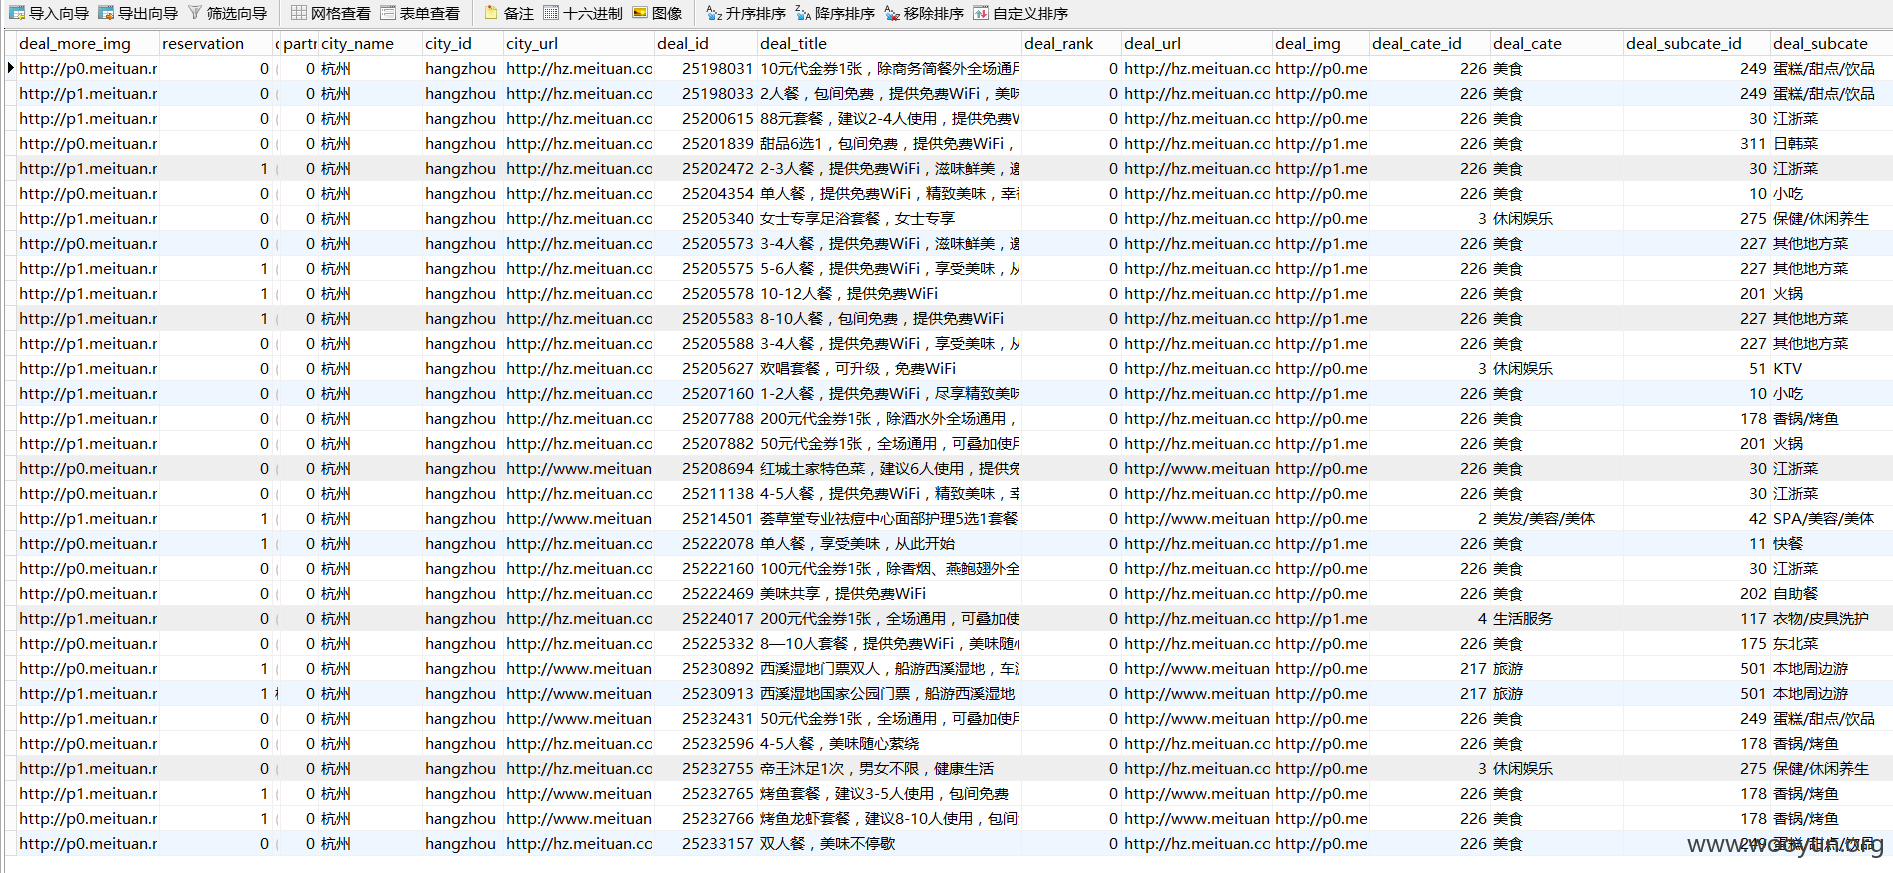 导入向导 导出向导 筛选向导 网格查看 表单查看 备注 十六进制 图像 升序排序 降序排序 移除排序 自定义排序
deal_more_img reservation partr city_name city_id city_url deal_id deal_title deal_rank deal_url deal_img deal_cate_id deal_cate deal_subcate_id deal_subcate
http://p0.meituan.r 0 0 杭州 hangzhou http://hz.meituan.co 25198031 10元代金券1张，除商务简餐外全场通用 0 http://hz.meituan.co http://p0.me 226 美食 249 蛋糕/甜点/饮品
http://p1.meituan.r 0 0 杭州 hangzhou http://hz.meituan.co 25198033 2人餐，包间免费，提供免费WiFi，美味 0 http://hz.meituan.co http://p0.me 226 美食 249 蛋糕/甜点/饮品
http://p1.meituan.r 0 0 杭州 hangzhou http://hz.meituan.co 25200615 88元套餐，建议2-4人使用，提供免费W 0 http://hz.meituan.co http://p0.me 226 美食 30 江浙菜
http://p0.meituan.r 0 0 杭州 hangzhou http://hz.meituan.co 25201839 甜品6选1，包间免费，提供免费WiFi， 0 http://hz.meituan.co http://p1.me 226 美食 311 日韩菜
http://p1.meituan.r 1 0 杭州 hangzhou http://hz.meituan.co 25202472 2-3人餐，提供免费WiFi，滋味鲜美，邀 0 http://hz.meituan.co http://p1.me 226 美食 30 江浙菜
http://p0.meituan.r 0 0 杭州 hangzhou http://hz.meituan.co 25204354 单人餐，提供免费WiFi，精致美味，幸福 0 http://hz.meituan.co http://p0.me 226 美食 10 小吃
http://p1.meituan.r 0 0 杭州 hangzhou http://hz.meituan.co 25205340 女士专享足浴套餐，女士专享 0 http://hz.meituan.co http://p0.me 3 休闲娱乐 275 保健/休闲养生
http://p0.meituan.r 0 0 杭州 hangzhou http://hz.meituan.co 25205573 3-4人餐，提供免费WiFi，滋味鲜美，邀 0 http://hz.meituan.co http://p1.me 226 美食 227 其他地方菜
http://p1.meituan.r 1 0 杭州 hangzhou http://hz.meituan.co 25205575 5-6人餐，提供免费WiFi，享受美味，从 0 http://hz.meituan.co http://p1.me 226 美食 227 其他地方菜
http://p1.meituan.r 1 0 杭州 hangzhou http://hz.meituan.co 25205578 10-12人餐，提供免费WiFi 0 http://hz.meituan.co http://p1.me 226 美食 201 火锅
http://p1.meituan.r 1 0 杭州 hangzhou http://hz.meituan.co 25205583 8-10人餐，包间免费，提供免费WiFi 0 http://hz.meituan.co http://p1.me 226 美食 227 其他地方菜
http://p1.meituan.r 0 0 杭州 hangzhou http://hz.meituan.co 25205588 3-4人餐，提供免费WiFi，享受美味，从 0 http://hz.meituan.co http://p1.me 226 美食 227 其他地方菜
http://p1.meituan.r 0 0 杭州 hangzhou http://hz.meituan.co 25205627 欢唱套餐，可升级，免费WiFi 0 http://hz.meituan.co http://p0.me 3 休闲娱乐 51 KTV
http://p1.meituan.r 0 0 杭州 hangzhou http://hz.meituan.co 25207160 1-2人餐，提供免费WiFi，尽享精致美味 0 http://hz.meituan.co http://p0.me 226 美食 10 小吃
http://p1.meituan.r 0 0 杭州 hangzhou http://hz.meituan.co 25207788 200元代金券1张，除酒水外全场通用， 0 http://hz.meituan.co http://p0.me 226 美食 178 香锅/烤鱼
http://p1.meituan.r 0 0 杭州 hangzhou http://hz.meituan.co 25207882 50元代金券1张，全场通用，可叠加使用 0 http://hz.meituan.co http://p1.me 226 美食 201 火锅
http://p0.meituan.r 0 0 杭州 hangzhou http://www.meituan 25208694 红城土家特色菜，建议6人使用，提供免 0 http://www.meituan http://p0.me 226 美食 30 江浙菜
http://p0.meituan.r 0 0 杭州 hangzhou http://hz.meituan.co 25211138 4-5人餐，提供免费WiFi，精致美味，幸 0 http://hz.meituan.co http://p0.me 226 美食 30 江浙菜
http://p1.meituan.r 1 0 杭州 hangzhou http://www.meituan 25214501 荟草堂专业祛痘中心面部护理5选1套餐 0 http://www.meituan http://p0.me 2 美发/美容/美体 42 SPA/美容/美体
http://p0.meituan.r 1 0 杭州 hangzhou http://hz.meituan.co 25222078 单人餐，享受美味，从此开始 0 http://hz.meituan.co http://p1.me 226 美食 11 快餐
http://p0.meituan.r 0 0 杭州 hangzhou http://hz.meituan.co 25222160 100元代金券1张，除香烟、燕鲍翅外全 0 http://hz.meituan.co http://p0.me 226 美食 30 江浙菜
http://p0.meituan.r 0 0 杭州 hangzhou http://hz.meituan.co 25222469 美味共享，提供免费WiFi 0 http://hz.meituan.co http://p0.me 226 美食 202 自助餐
http://p1.meituan.r 0 0 杭州 hangzhou http://hz.meituan.co 25224017 200元代金券1张，全场通用，可叠加使 0 http://hz.meituan.co http://p1.me 4 生活服务 117 衣物/皮具洗护
http://p0.meituan.r 0 0 杭州 hangzhou http://hz.meituan.co 25225332 8—10人套餐，提供免费WiFi，美味随心 0 http://hz.meituan.co http://p0.me 226 美食 175 东北菜
http://p0.meituan.r 1 0 杭州 hangzhou http://www.meituan 25230892 西溪湿地门票双人，船游西溪湿地，车游 0 http://www.meituan http://p0.me 217 旅游 501 本地周边游
http://p1.meituan.r 1 0 杭州 hangzhou http://www.meituan 25230913 西溪湿地国家公园门票，船游西溪湿地 0 http://www.meituan http://p0.me 217 旅游 501 本地周边游
http://p1.meituan.r 0 0 杭州 hangzhou http://www.meituan 25232431 50元代金券1张，全场通用，可叠加使用 0 http://www.meituan http://p0.me 226 美食 249 蛋糕/甜点/饮品
http://p0.meituan.r 0 0 杭州 hangzhou http://hz.meituan.co 25232596 4-5人餐，美味随心萦绕 0 http://hz.meituan.co http://p0.me 226 美食 178 香锅/烤鱼
http://p1.meituan.r 0 0 杭州 hangzhou http://hz.meituan.co 25232755 帝王沐足1次，男女不限，健康生活 0 http://hz.meituan.co http://p0.me 3 休闲娱乐 275 保健/休闲养生
http://p1.meituan.r 1 0 杭州 hangzhou http://www.meituan 25232765 烤鱼套餐，建议3-5人使用，包间免费 0 http://www.meituan http://p0.me 226 美食 178 香锅/烤鱼
http://p0.meituan.r 1 0 杭州 hangzhou http://www.meituan 25232766 烤鱼龙虾套餐，建议8-10人使用，包间 0 http://www.meituan http://p0.me 226 美食 178 香锅/烤鱼
http://p0.meituan.r 0 0 杭州 hangzhou http://hz.meituan.co 25233157 双人餐，美味不停歇 0 http://hz.meituan.co http://p0.me 226 美食 249 蛋糕/甜点/饮品
www.wooyun.org